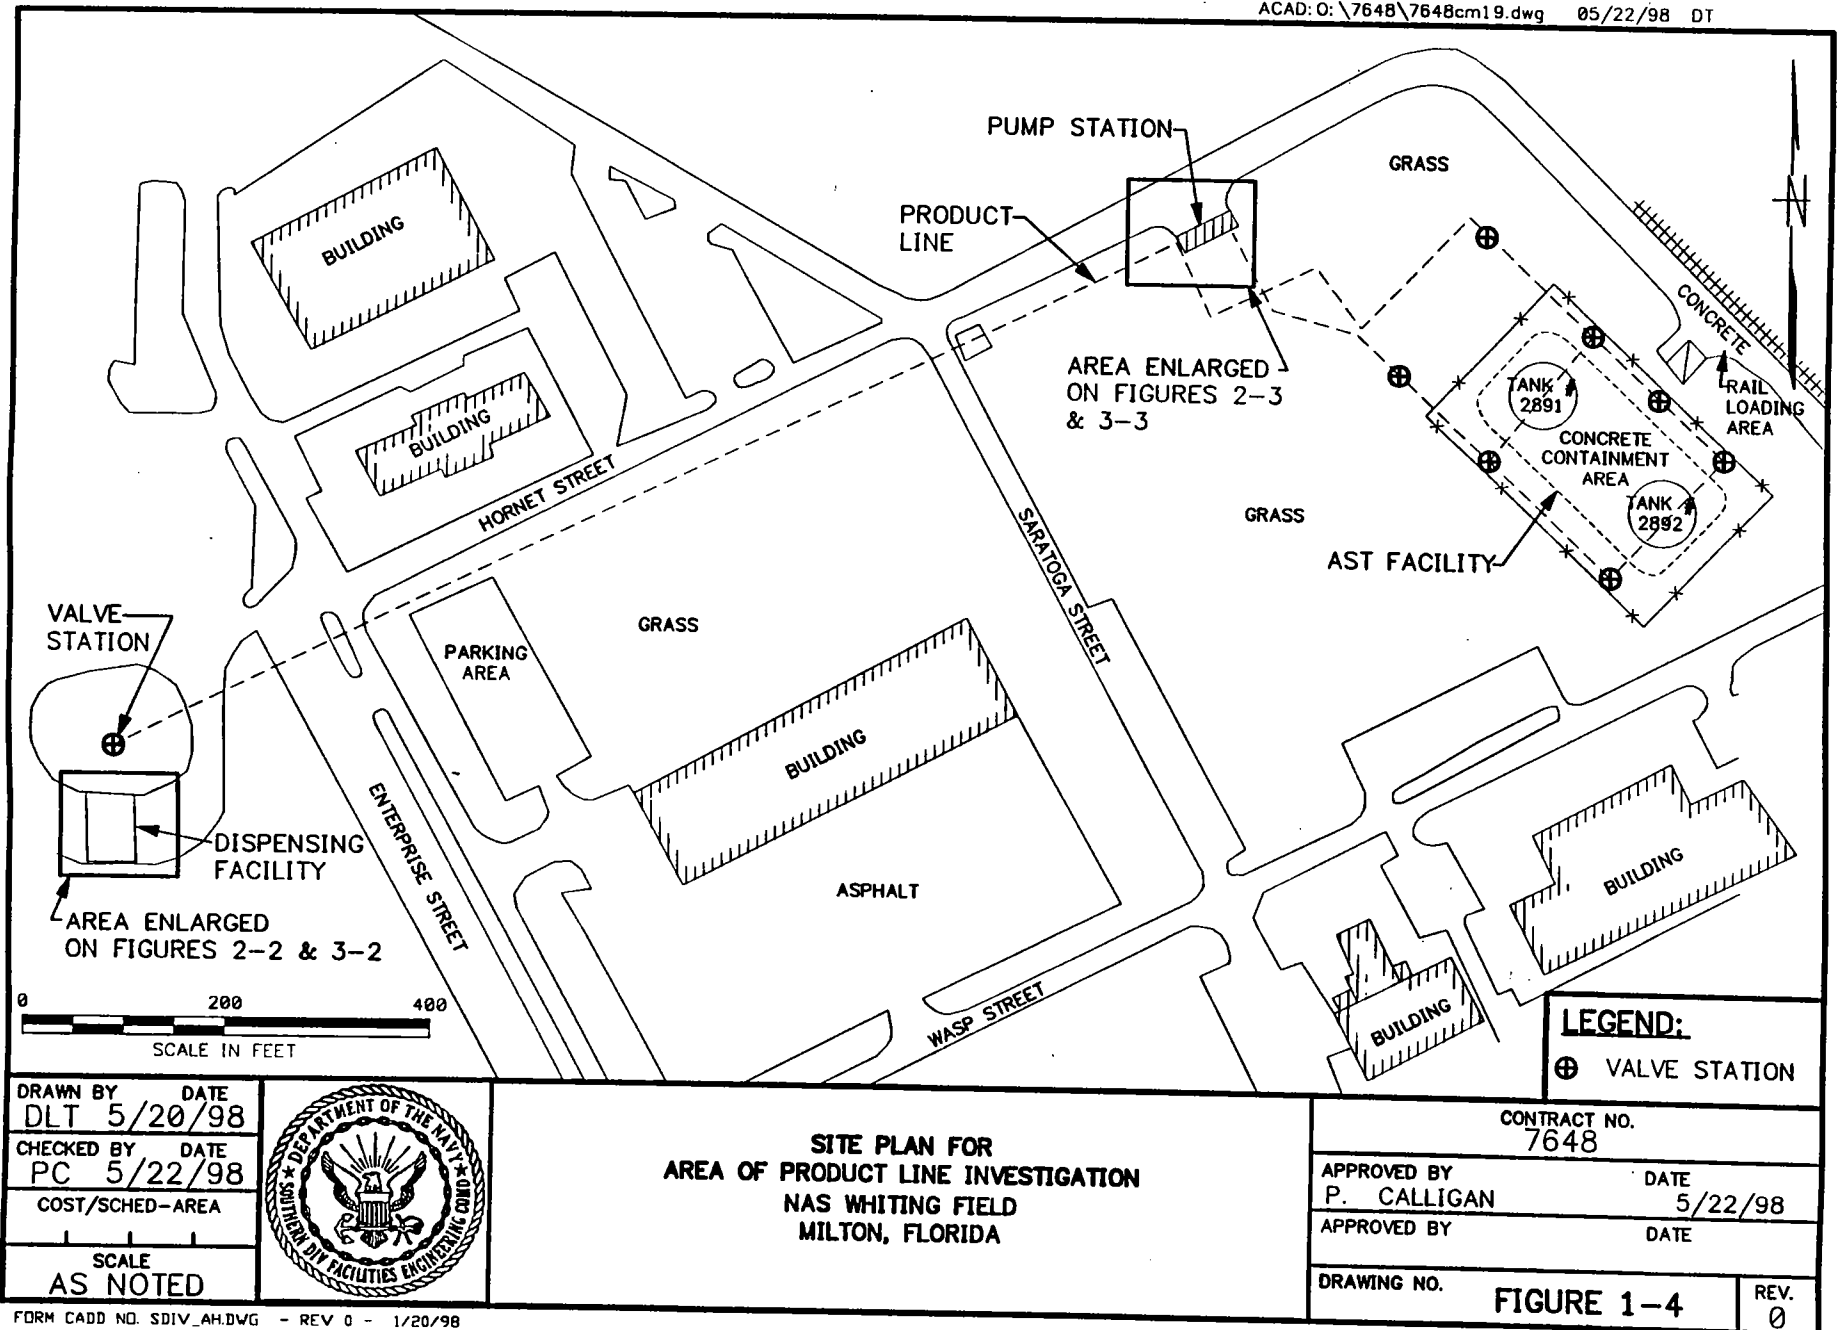 ACAD: O: \7648\7648cm19.dwg 05/22/98 DT
PUMP STATION
GRASS
N
PRODUCT
LINE
BUILDING
CONCRETE
AREA ENLARGED
ON FIGURES 2-3
& 3-3
RAIL
LOADING
AREA
TANK
2891
CONCRETE
CONTAINMENT
AREA
TANK
2892
BUILDING
HORNET STREET
SARATOGA STREET
GRASS
AST FACILITY
VALVE
STATION
GRASS
PARKING
AREA
BUILDING
ENTERPRISE STREET
DISPENSING
FACILITY
ASPHALT
BUILDING
AREA ENLARGED
ON FIGURES 2-2 & 3-2
WASP STREET
BUILDING
0 200 400
SCALE IN FEET
LEGEND:
VALVE STATION
DRAWN BY DATE
DLT 5/20/98
CHECKED BY DATE
PC 5/22/98
COST/SCHED-AREA
SCALE
AS NOTED
DEPARTMENT OF THE NAVY
SOUTHERN DIV FACILITIES ENGINEERING COMD
SITE PLAN FOR
AREA OF PRODUCT LINE INVESTIGATION
NAS WHITING FIELD
MILTON, FLORIDA
CONTRACT NO.
7648
APPROVED BY DATE
P. CALLIGAN 5/22/98
APPROVED BY DATE
DRAWING NO.
FIGURE 1-4
REV.
0
FORM CADD NO. SDIV_AH.DWG - REV 0 - 1/20/98